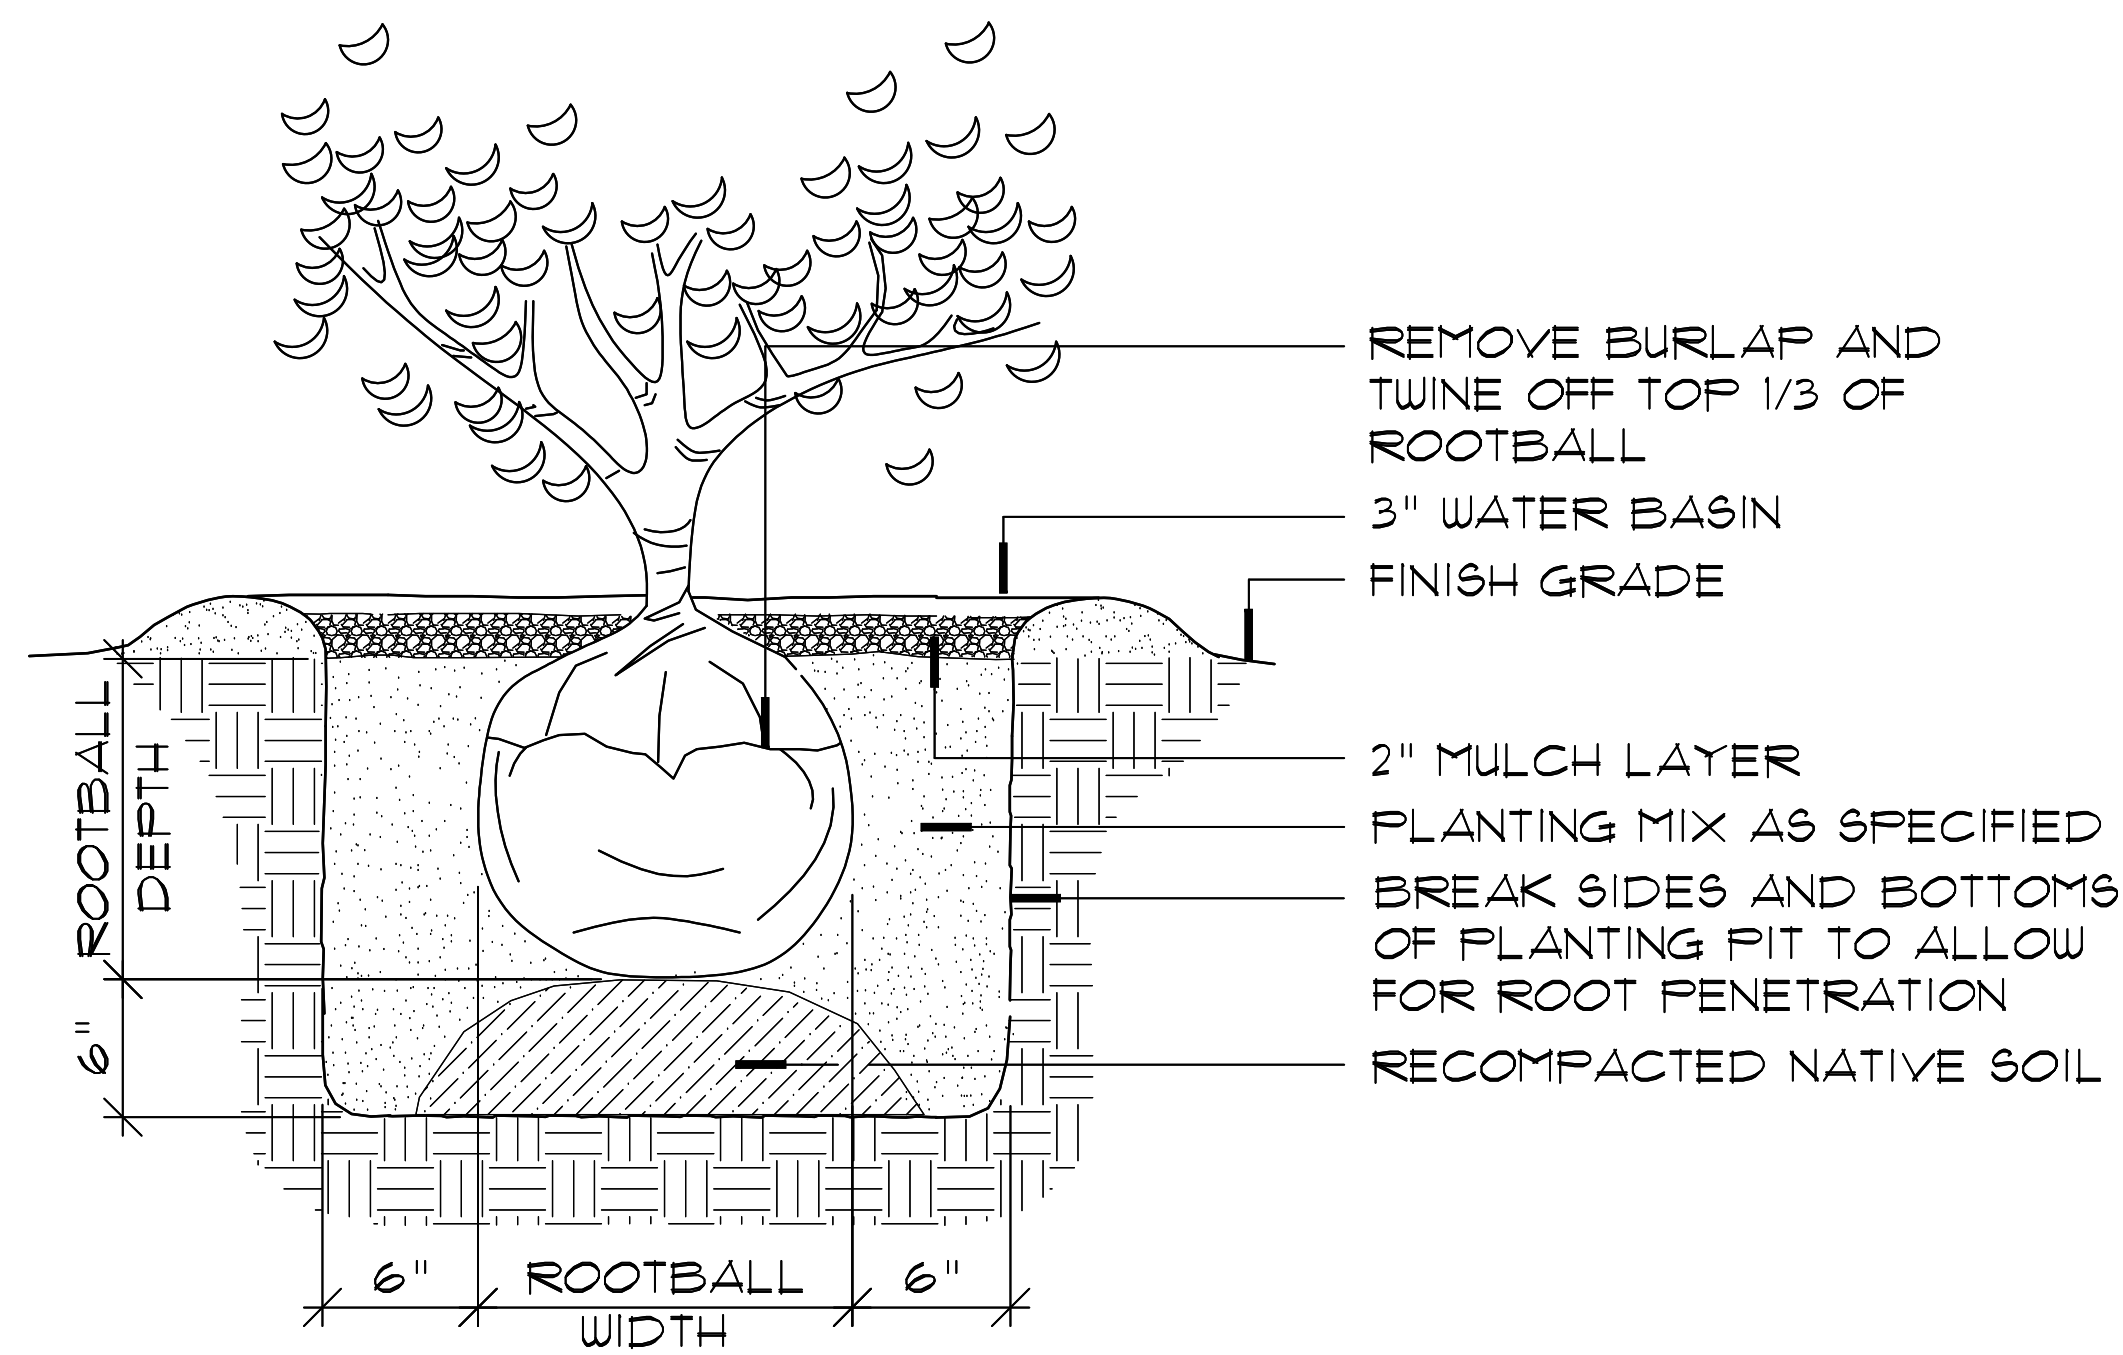 REMOVE BURLAP AND
TWINE OFF TOP 1/3 OF
ROOTBALL
3" WATER BASIN
FINISH GRADE
2" MULCH LAYER
PLANTING MIX AS SPECIFIED
BREAK SIDES AND BOTTOMS
OF PLANTING PIT TO ALLOW
FOR ROOT PENETRATION
RECOMPACTED NATIVE SOIL
ROOTBALL
DEPTH
6"
6"
ROOTBALL
WIDTH
6"